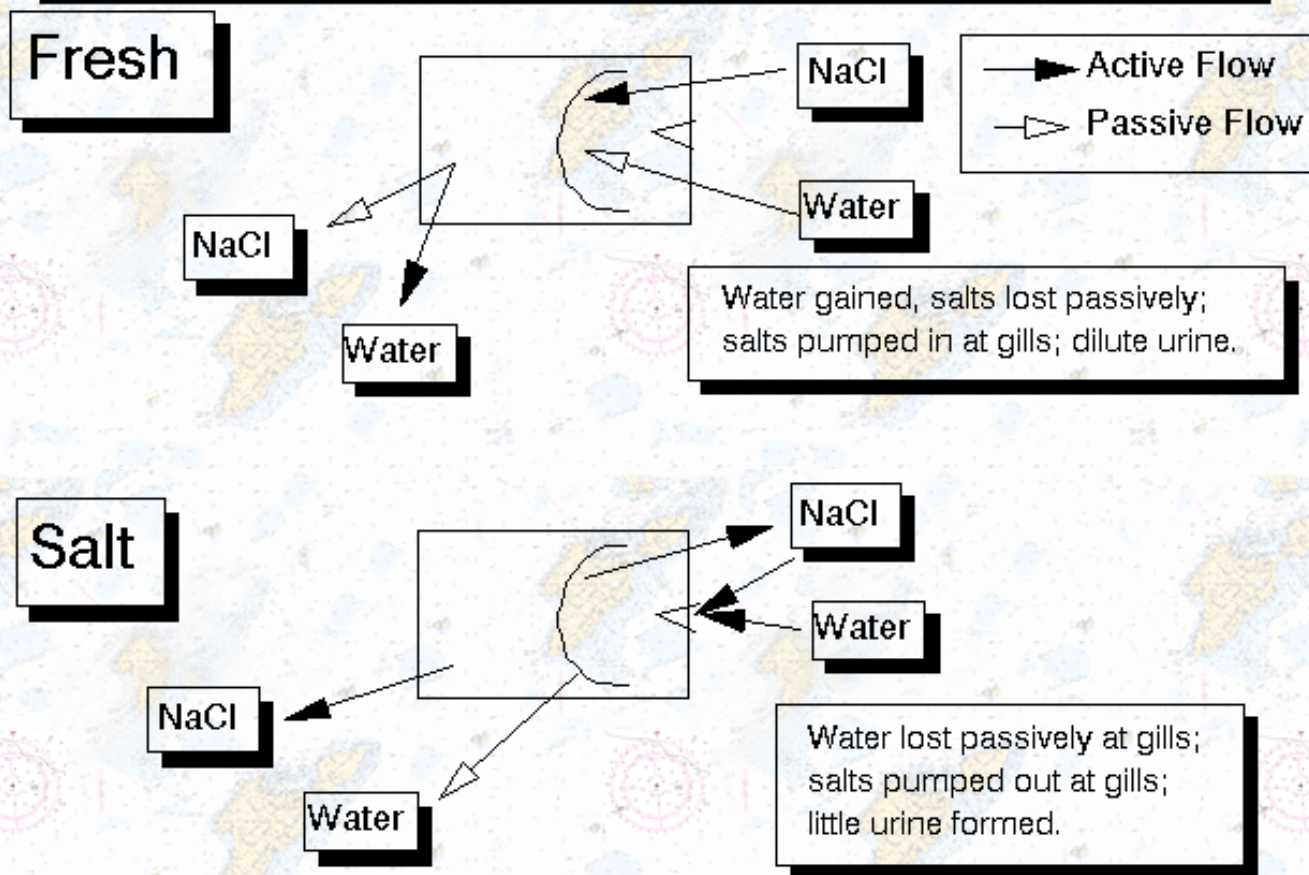 Fresh
NaCl
Active Flow
Passive Flow
Water
NaCl
Water
Water gained, salts lost passively;
salts pumped in at gills; dilute urine.
Salt
NaCl
Water
NaCl
Water
Water lost passively at gills;
salts pumped out at gills;
little urine formed.